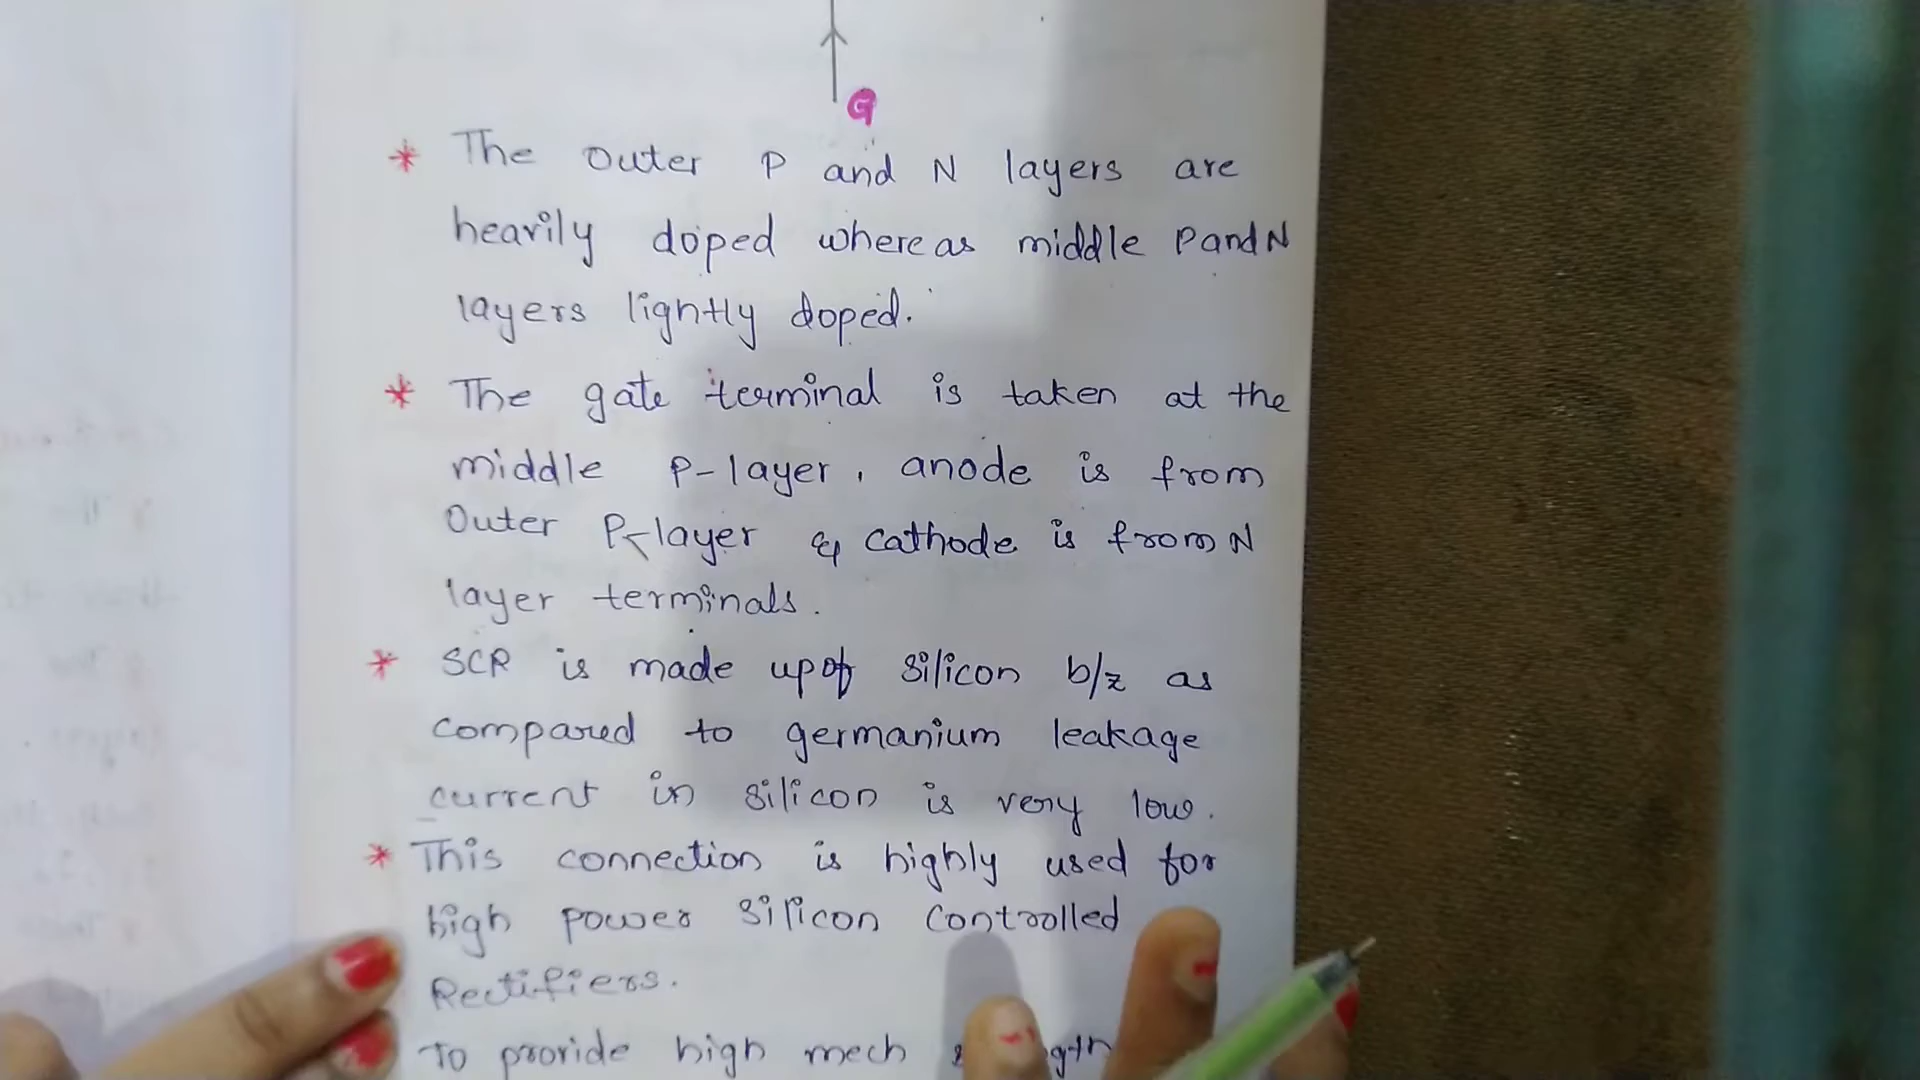 G
* The outer P and N layers are
heavily doped where as middle P and N
layers lightly doped.
* The gate terminal is taken at the
middle P-layer, anode is from
Outer P-layer & cathode is from N
layer terminals.
* SCR is made up of silicon b/z as
compared to germanium leakage
current in silicon is very low.
* This connection is highly used for
high power silicon controlled
Rectifiers.
To provide high mech